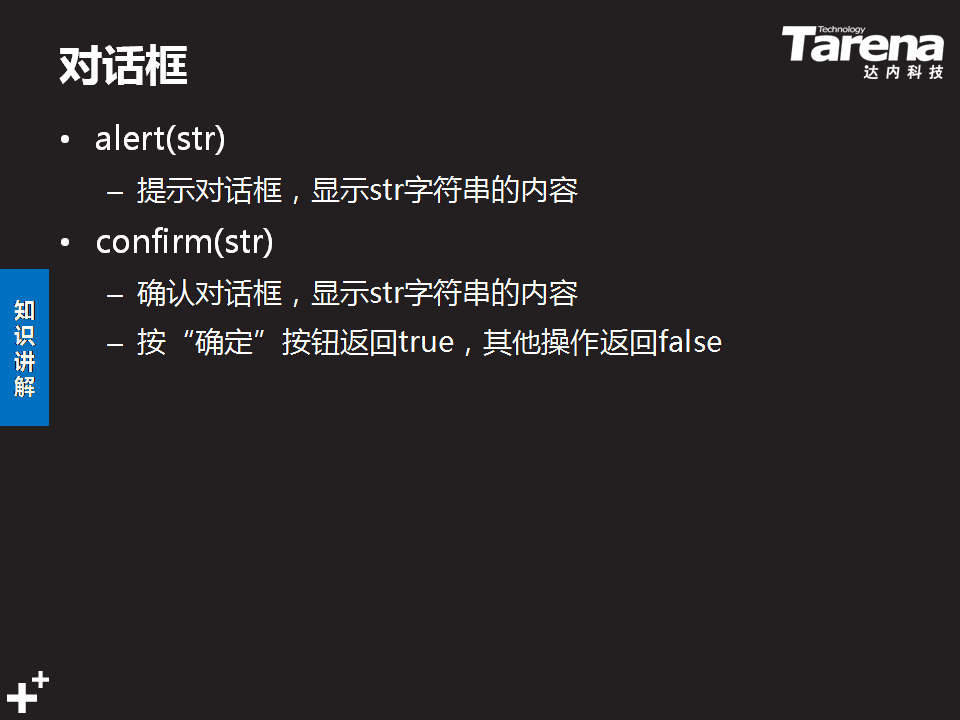 对话框
Technology
Tarena
达内科技
• alert(str)
– 提示对话框，显示str字符串的内容
• confirm(str)
– 确认对话框，显示str字符串的内容
– 按“确定”按钮返回true，其他操作返回false
知识讲解